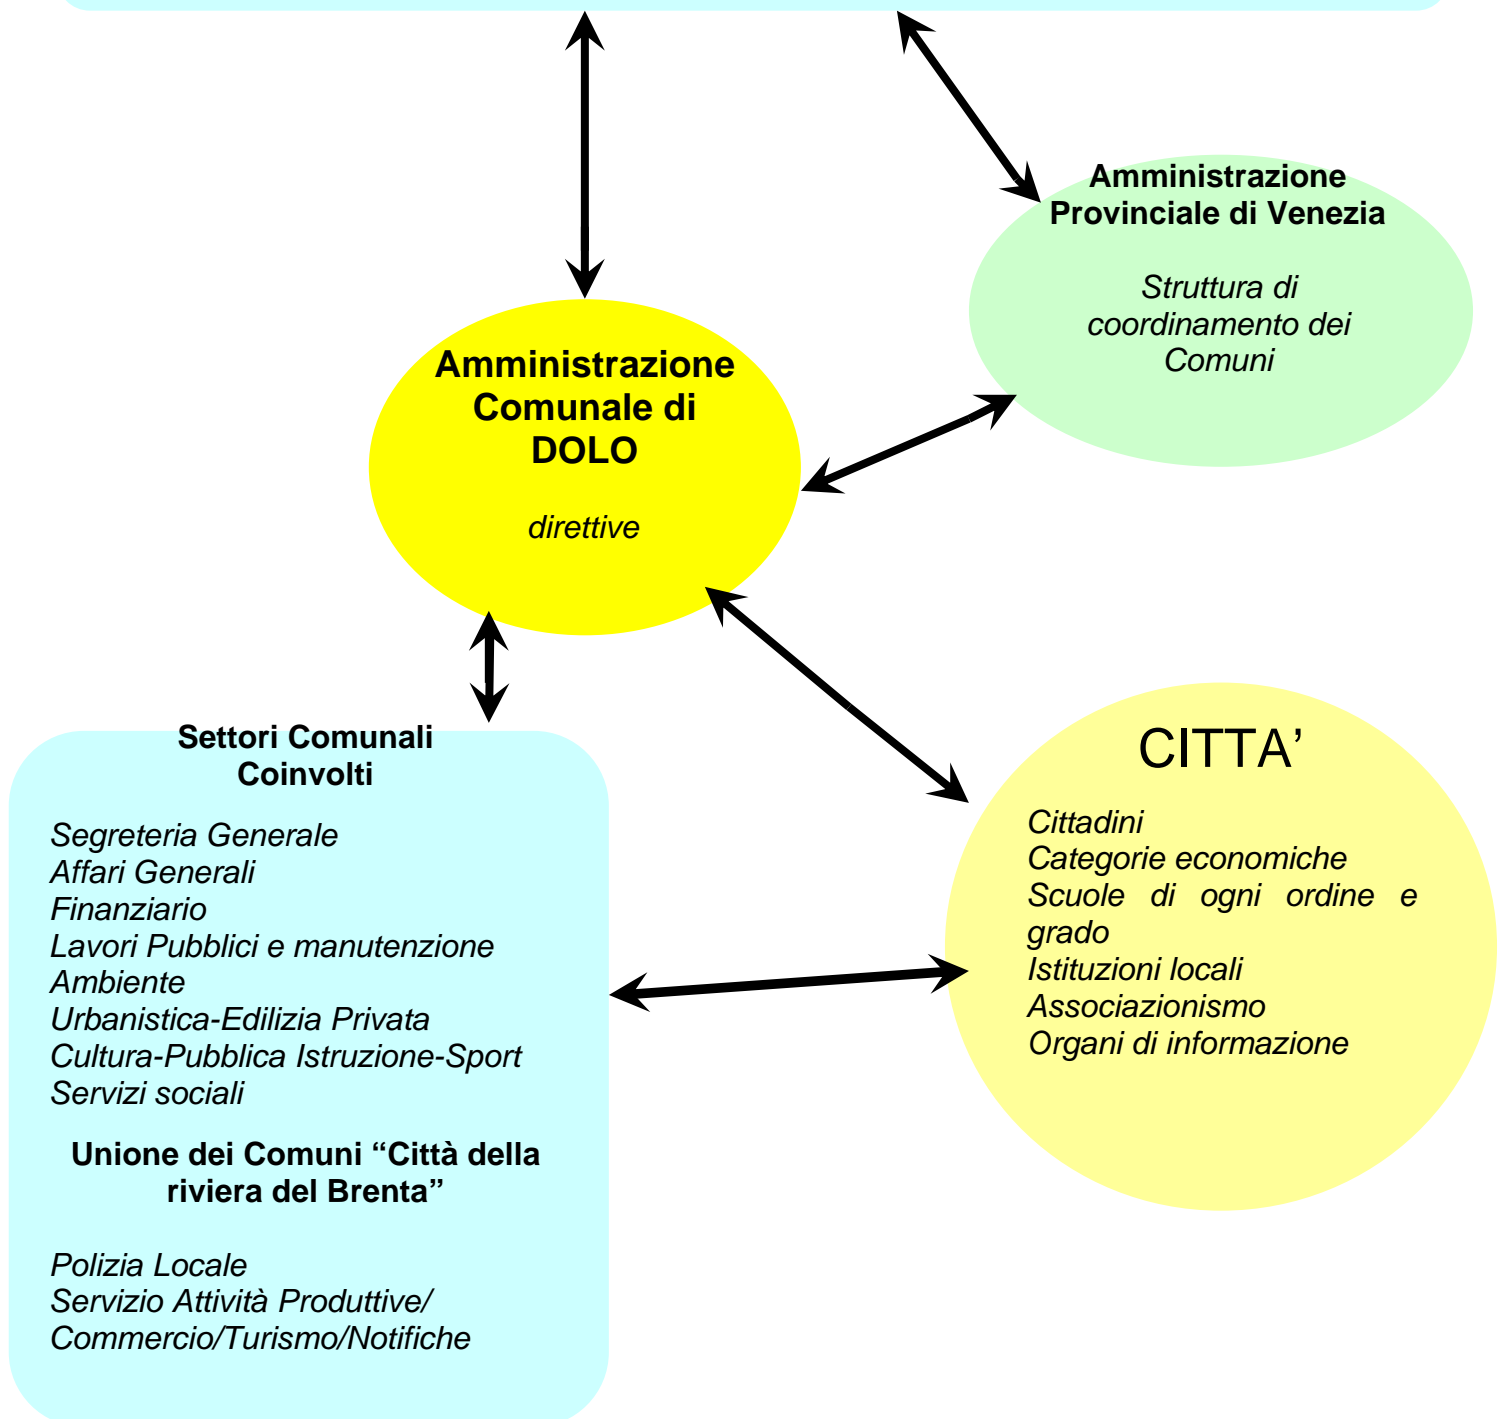 Amministrazione
Provinciale di Venezia
Struttura di
coordinamento dei
Comuni
Amministrazione
Comunale di
DOLO
direttive
Settori Comunali
Coinvolti
Segreteria Generale
Affari Generali
Finanziario
Lavori Pubblici e manutenzione
Ambiente
Urbanistica-Edilizia Privata
Cultura-Pubblica Istruzione-Sport
Servizi sociali
Unione dei Comuni “Città della
riviera del Brenta”
Polizia Locale
Servizio Attività Produttive/
Commercio/Turismo/Notifiche
CITTA’
Cittadini
Categorie economiche
Scuole di ogni ordine e
grado
Istituzioni locali
Associazionismo
Organi di informazione